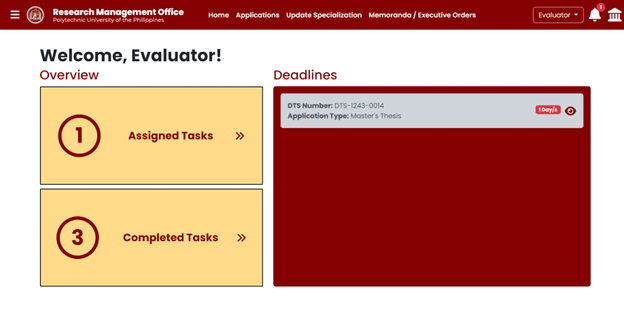 Research Management Office
Polytechnic University of the Philippines
Home Applications Update Specialization Memoranda / Executive Orders
Evaluator
1
Welcome, Evaluator!
Overview
1 Assigned Tasks
3 Completed Tasks
Deadlines
DTS Number: DTS-1243-0014
Application Type: Master's Thesis
1 Day/s